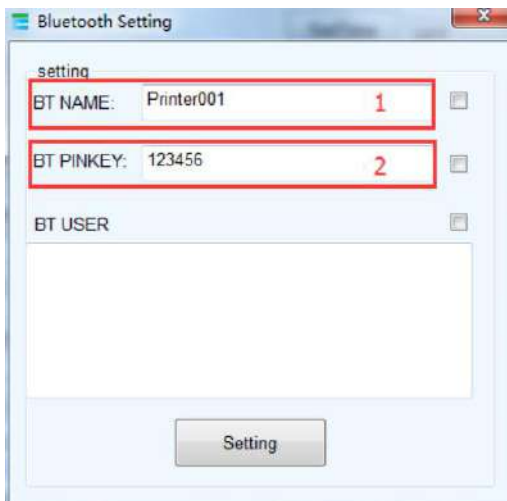 Bluetooth Setting
setting
BT NAME: Printer001 1
BT PINKEY: 123456 2
BT USER
Setting